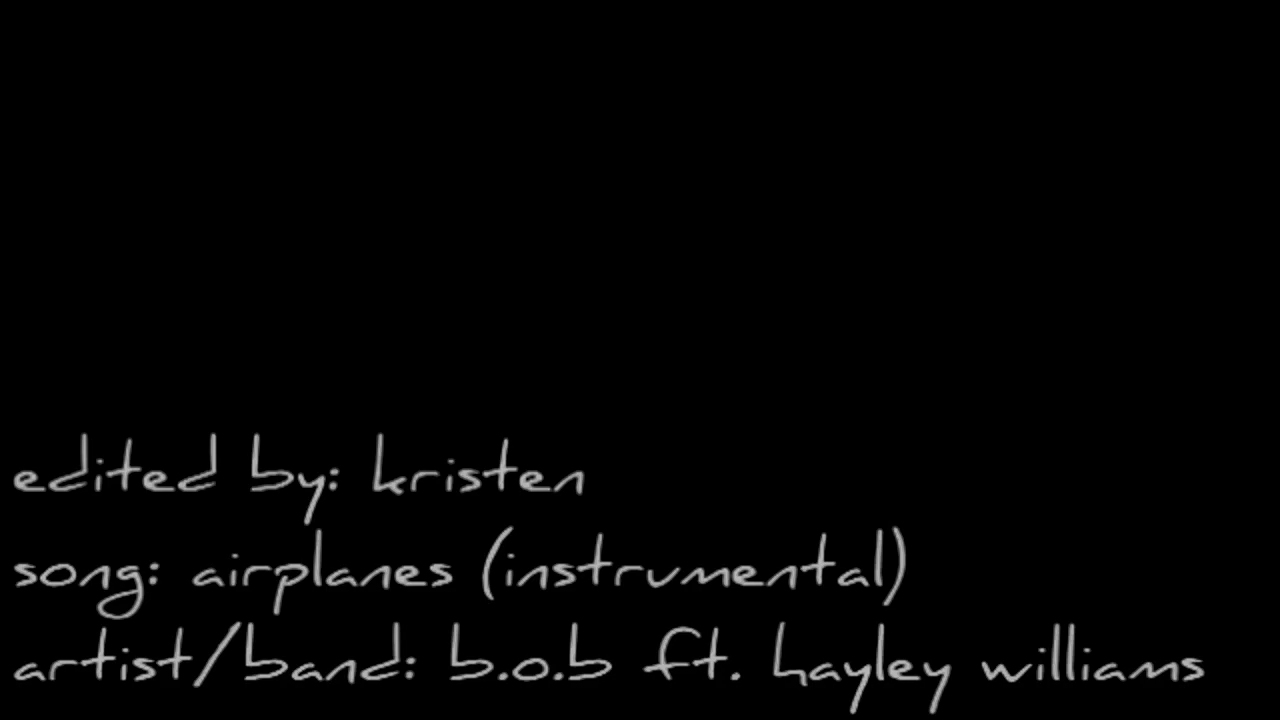 edited by: kristen
song: airplanes (instrumental)
artist/band: b.o.b ft. hayley williams